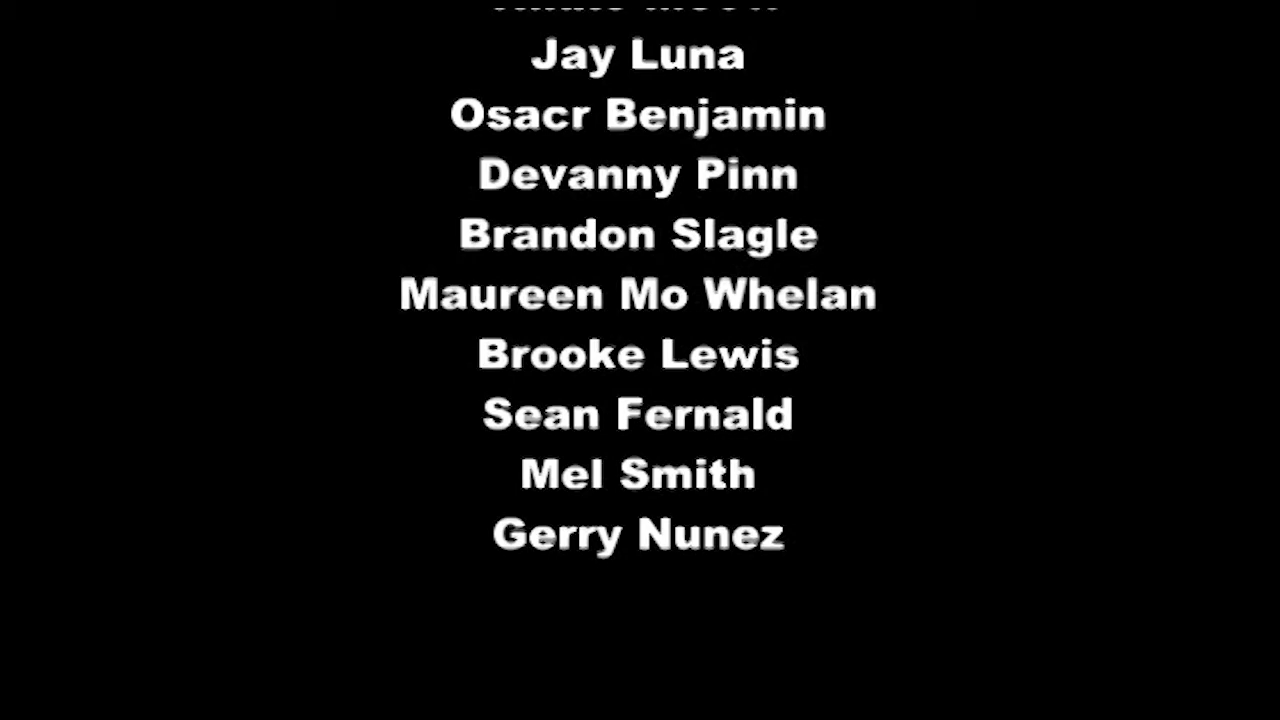 Jay Luna
Osacr Benjamin
Devanny Pinn
Brandon Slagle
Maureen Mo Whelan
Brooke Lewis
Sean Fernald
Mel Smith
Gerry Nunez